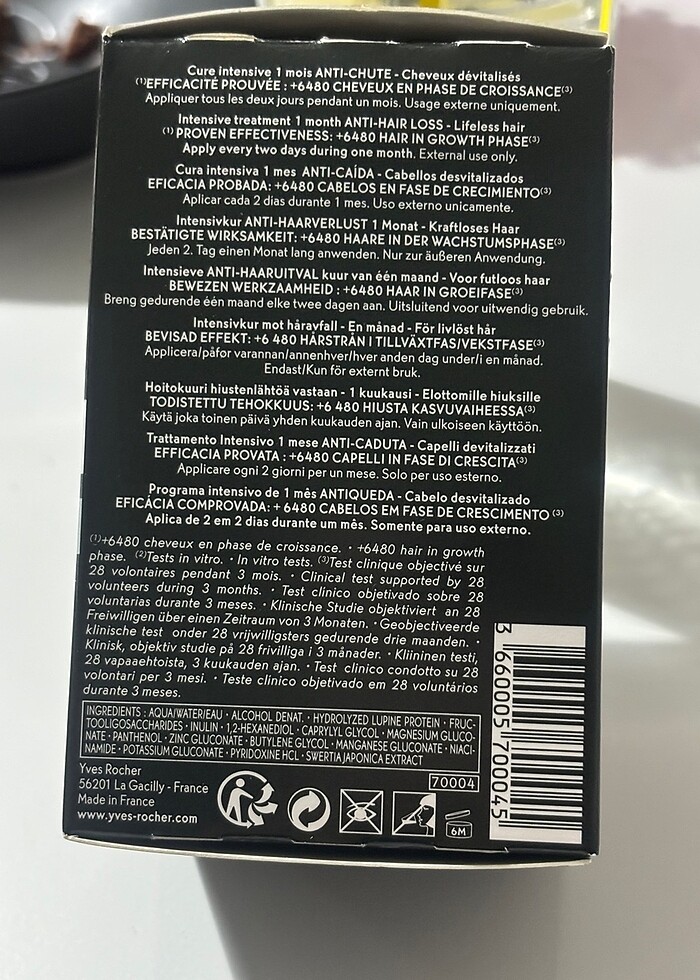 Cure intensive 1 mois ANTI-CHUTE - Cheveux dévitalisés
⁽¹⁾EFFICACITÉ PROUVÉE : +6480 CHEVEUX EN PHASE DE CROISSANCE⁽³⁾
Appliquer tous les deux jours pendant un mois. Usage externe uniquement.
Intensive treatment 1 month ANTI-HAIR LOSS - Lifeless hair
⁽¹⁾ PROVEN EFFECTIVENESS: +6480 HAIR IN GROWTH PHASE⁽³⁾
Apply every two days during one month. External use only.
Cura intensiva 1 mes ANTI-CAÍDA - Cabellos desvitalizados
EFICACIA PROBADA: +6480 CABELOS EN FASE DE CRECIMIENTO⁽³⁾
Aplicar cada 2 dias durante 1 mes. Uso externo unicamente.
Intensivkur ANTI-HAARVERLUST 1 Monat - Kraftloses Haar
BESTÄTIGTE WIRKSAMKEIT: +6480 HAARE IN DER WACHSTUMSPHASE⁽³⁾
Jeden 2. Tag einen Monat lang anwenden. Nur zur äußeren Anwendung.
Intensieve ANTI-HAARUITVAL kuur van één maand - Voor futloos haar
BEWEZEN WERKZAAMHEID : +6480 HAAR IN GROEIFASE⁽³⁾
Breng gedurende één maand elke twee dagen aan. Uitsluitend voor uitwendig gebruik.
Intensivkur mot håravfall - En månad - För livlöst hår
BEVISAD EFFEKT: +6 480 HÅRSTRÅN I TILLVÄXTFAS/VEKSTFASE⁽³⁾
Applicera/påfor varannan/annenhver/hver anden dag under/i en månad.
Endast/Kun för externt bruk.
Hoitokuuri hiustenlähtöä vastaan - 1 kuukausi - Elottomille hiuksille
TODISTETTU TEHOKKUUS: +6 480 HIUSTA KASVUVAIHEESSA⁽³⁾
Käytä joka toinen päivä yhden kuukauden ajan. Vain ulkoiseen käyttöön.
Trattamento Intensivo 1 mese ANTI-CADUTA - Capelli devitalizzati
EFFICACIA PROVATA : +6480 CAPELLI IN FASE DI CRESCITA⁽³⁾
Applicare ogni 2 giorni per un mese. Solo per uso esterno.
Programa intensivo de 1 mês ANTIQUEDA - Cabelo desvitalizado
EFICÁCIA COMPROVADA: + 6480 CABELOS EM FASE DE CRESCIMENTO ⁽³⁾
Aplica de 2 em 2 dias durante um mês. Somente para uso externo.
⁽¹⁾+6480 cheveux en phase de croissance. · +6480 hair in growth
phase. ⁽²⁾Tests in vitro. · In vitro tests. ⁽³⁾Test clinique objectivé sur
28 volontaires pendant 3 mois. · Clinical test supported by 28
volunteers during 3 months. · Test clinico objetivado sobre 28
voluntarias durante 3 meses. · Klinische Studie objektiviert an 28
Freiwilligen über einen Zeitraum von 3 Monaten. · Geobjectiveerde
klinische test onder 28 vrijwilligsters gedurende drie maanden. ·
Klinisk, objektiv studie på 28 frivilliga i 3 månader. · Kliininen testi,
28 vapaaehtoista, 3 kuukauden ajan. · Test clinico condotto su 28
volontari per 3 mesi. · Teste clinico objetivado em 28 voluntários
durante 3 meses.
INGREDIENTS : AQUA/WATER/EAU · ALCOHOL DENAT. · HYDROLYZED LUPINE PROTEIN · FRUC-
TOOLIGOSACCHARIDES · INULIN · 1,2-HEXANEDIOL · CAPRYLYL GLYCOL · MAGNESIUM GLUCO-
NATE · PANTHENOL · ZINC GLUCONATE · BUTYLENE GLYCOL · MANGANESE GLUCONATE · NIACI-
NAMIDE · POTASSIUM GLUCONATE · PYRIDOXINE HCL · SWERTIA JAPONICA EXTRACT
Yves Rocher
56201 La Gacilly - France
Made in France
www.yves-rocher.com
70004
6M
3 660005 700045